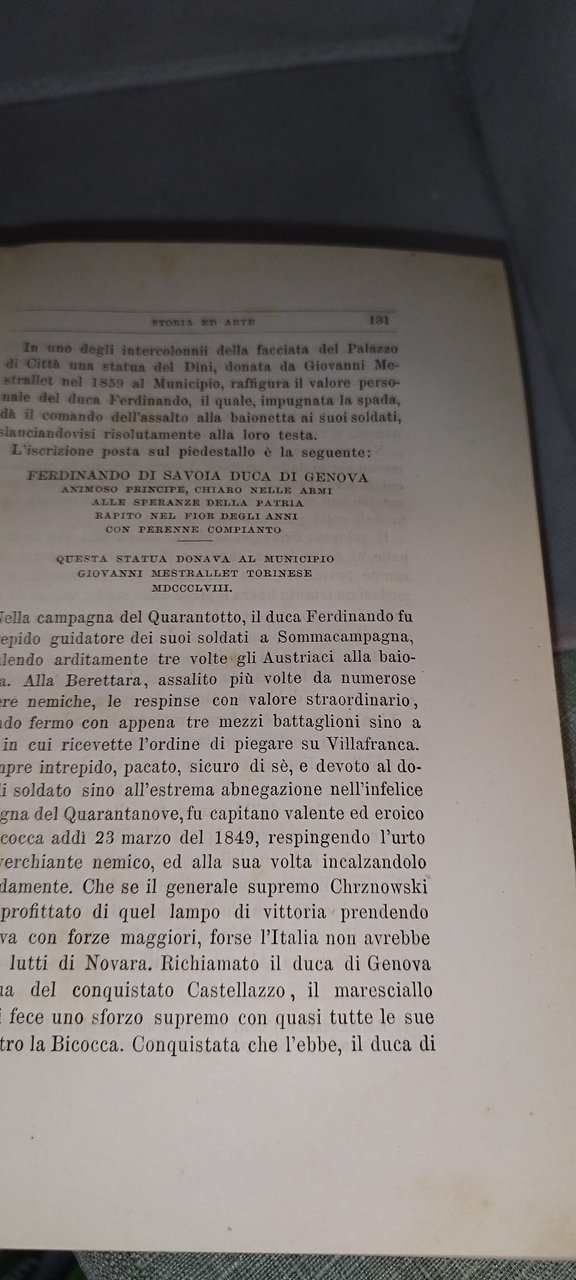 STORIA ED ARTE 131
In uno degli intercolonnii della facciata del Palazzo
di Città una statua del Dini, donata da Giovanni Me-
strallet nel 1859 al Municipio, raffigura il valore perso-
nale del duca Ferdinando, il quale, impugnata la spada,
dà il comando dell'assalto alla baionetta ai suoi soldati,
slanciandovisi risolutamente alla loro testa.
L'iscrizione posta sul piedestallo è la seguente:
FERDINANDO DI SAVOIA DUCA DI GENOVA
ANIMOSO PRINCIPE, CHIARO NELLE ARMI
ALLE SPERANZE DELLA PATRIA
RAPITO NEL FIOR DEGLI ANNI
CON PERENNE COMPIANTO
QUESTA STATUA DONAVA AL MUNICIPIO
GIOVANNI MESTRALLET TORINESE
MDCCCLVIII.
Nella campagna del Quarantotto, il duca Ferdinando fu
epido guidatore dei suoi soldati a Sommacampagna,
lendo arditamente tre volte gli Austriaci alla baio-
a. Alla Berettara, assalito più volte da numerose
ere nemiche, le respinse con valore straordinario,
do fermo con appena tre mezzi battaglioni sino a
in cui ricevette l'ordine di piegare su Villafranca.
pre intrepido, pacato, sicuro di sè, e devoto al do-
i soldato sino all'estrema abnegazione nell'infelice
gna del Quarantanove, fu capitano valente ed eroico
cocca addì 23 marzo del 1849, respingendo l'urto
verchiante nemico, ed alla sua volta incalzandolo
damente. Che se il generale supremo Chrznowski
profittato di quel lampo di vittoria prendendo
va con forze maggiori, forse l'Italia non avrebbe
lutti di Novara. Richiamato il duca di Genova
a del conquistato Castellazzo, il maresciallo
i fece uno sforzo supremo con quasi tutte le sue
tro la Bicocca. Conquistata che l'ebbe, il duca di